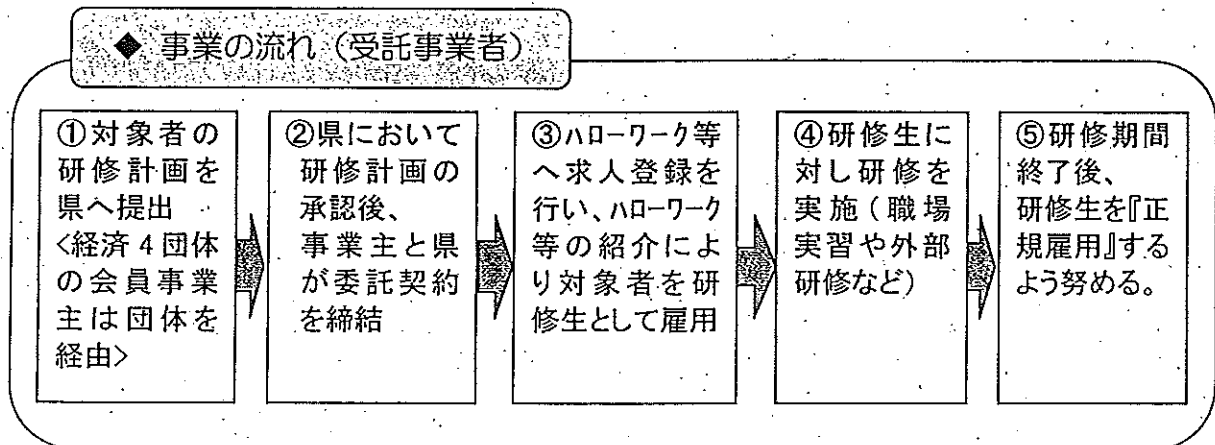 ◆ 事業の流れ（受託事業者）
①対象者の
研修計画を
県へ提出
<経済4団体
の会員事業
主は団体を
経由>
②県において
研修計画の
承認後、
事業主と県
が委託契約
を締結
③ハローワーク等
へ求人登録を
行い、ハローワーク
等の紹介によ
り対象者を研
修生として雇用
④研修生に
対し研修を
実施（職場
実習や外部
研修など）
⑤研修期間
終了後、
研修生を『正
規雇用』する
よう努める。